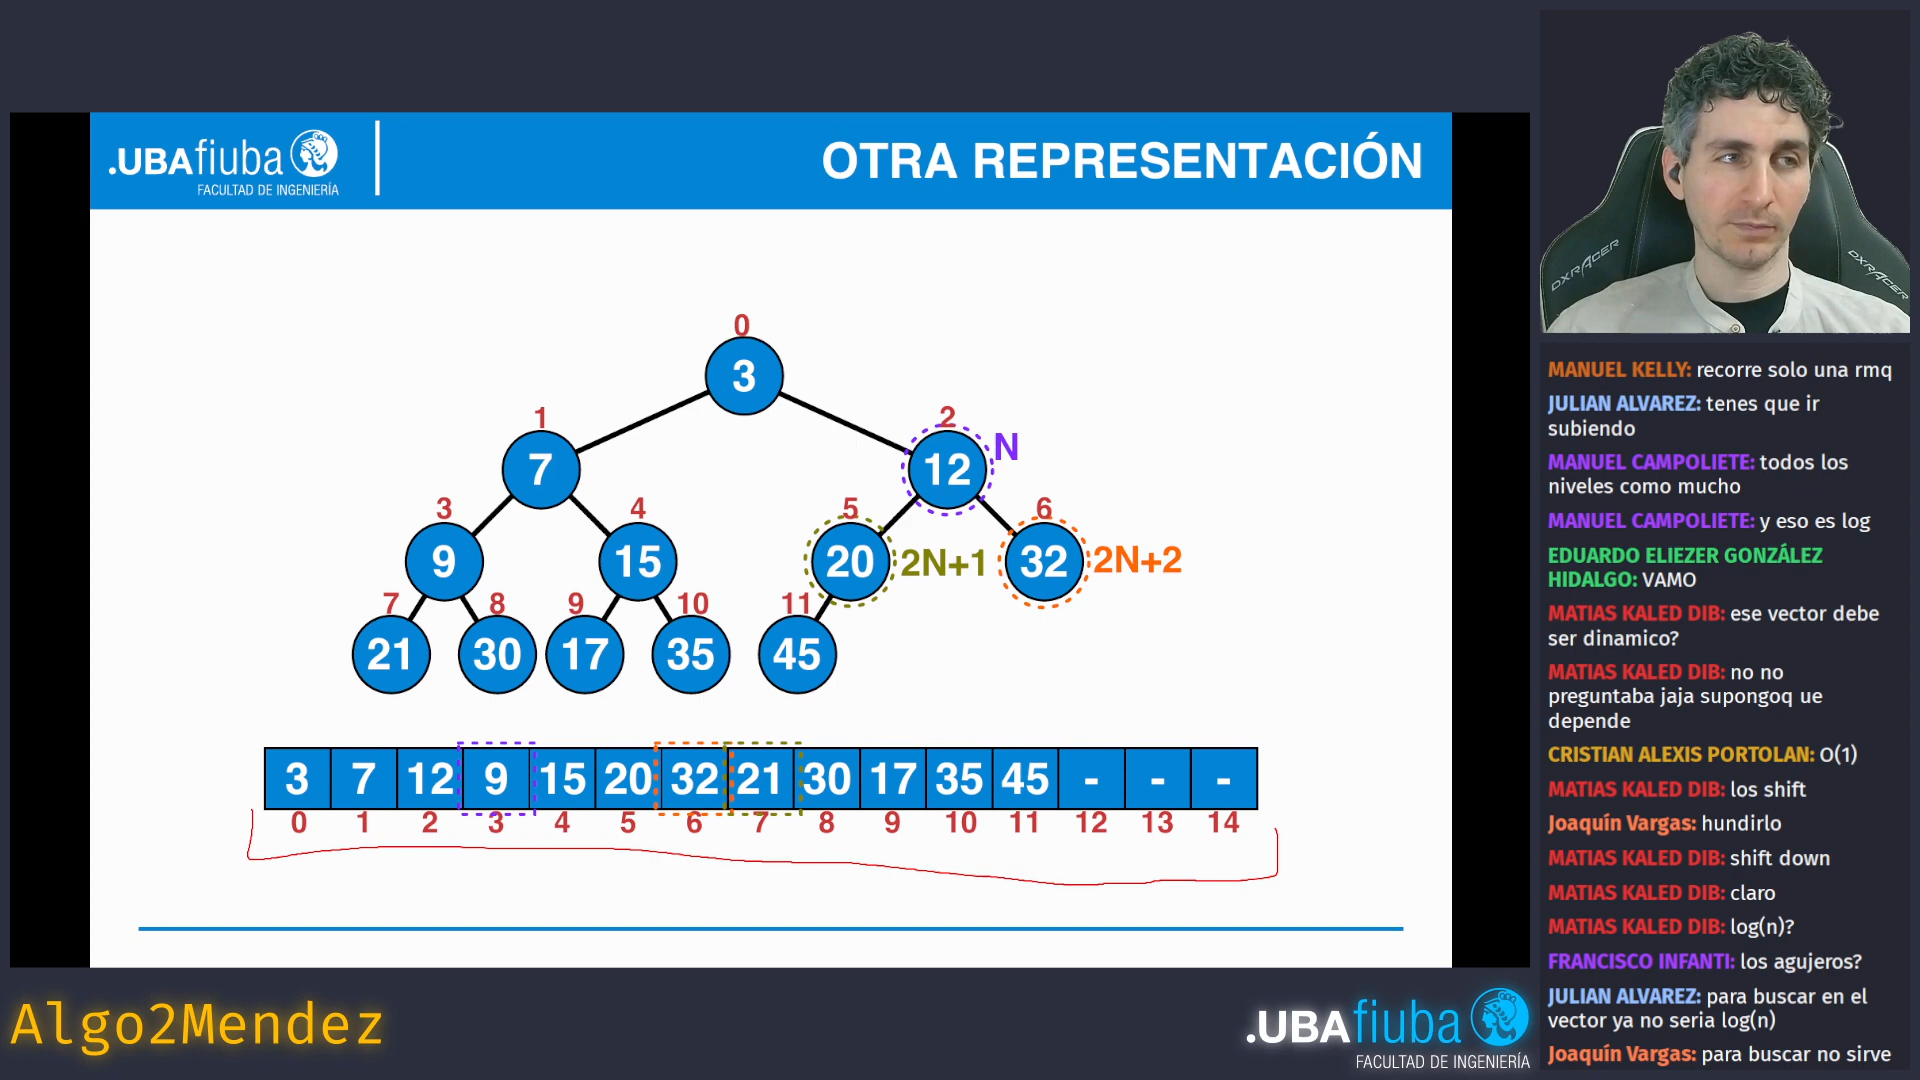 .UBAfiuba
FACULTAD DE INGENIERÍA
OTRA REPRESENTACIÓN
0
3
1
2
7
12
N
3
4
5
6
9
15
20
2N+1
32
2N+2
7
8
9
10
11
21
30
17
35
45
3 7 12 9 15 20 32 21 30 17 35 45 - - -
0 1 2 3 4 5 6 7 8 9 10 11 12 13 14
DXRACER
DXRACER
MANUEL KELLY: recorre solo una rmq
JULIAN ALVAREZ: tenes que ir
subiendo
MANUEL CAMPOLIETE: todos los
niveles como mucho
MANUEL CAMPOLIETE: y eso es log
EDUARDO ELIEZER GONZÁLEZ
HIDALGO: VAMO
MATIAS KALED DIB: ese vector debe
ser dinamico?
MATIAS KALED DIB: no no
preguntaba jaja supongoq ue
depende
CRISTIAN ALEXIS PORTOLAN: O(1)
MATIAS KALED DIB: los shift
Joaquín Vargas: hundirlo
MATIAS KALED DIB: shift down
MATIAS KALED DIB: claro
MATIAS KALED DIB: log(n)?
FRANCISCO INFANTI: los agujeros?
JULIAN ALVAREZ: para buscar en el
vector ya no seria log(n)
Joaquín Vargas: para buscar no sirve
Algo2Mendez
.UBAfiuba
FACULTAD DE INGENIERÍA